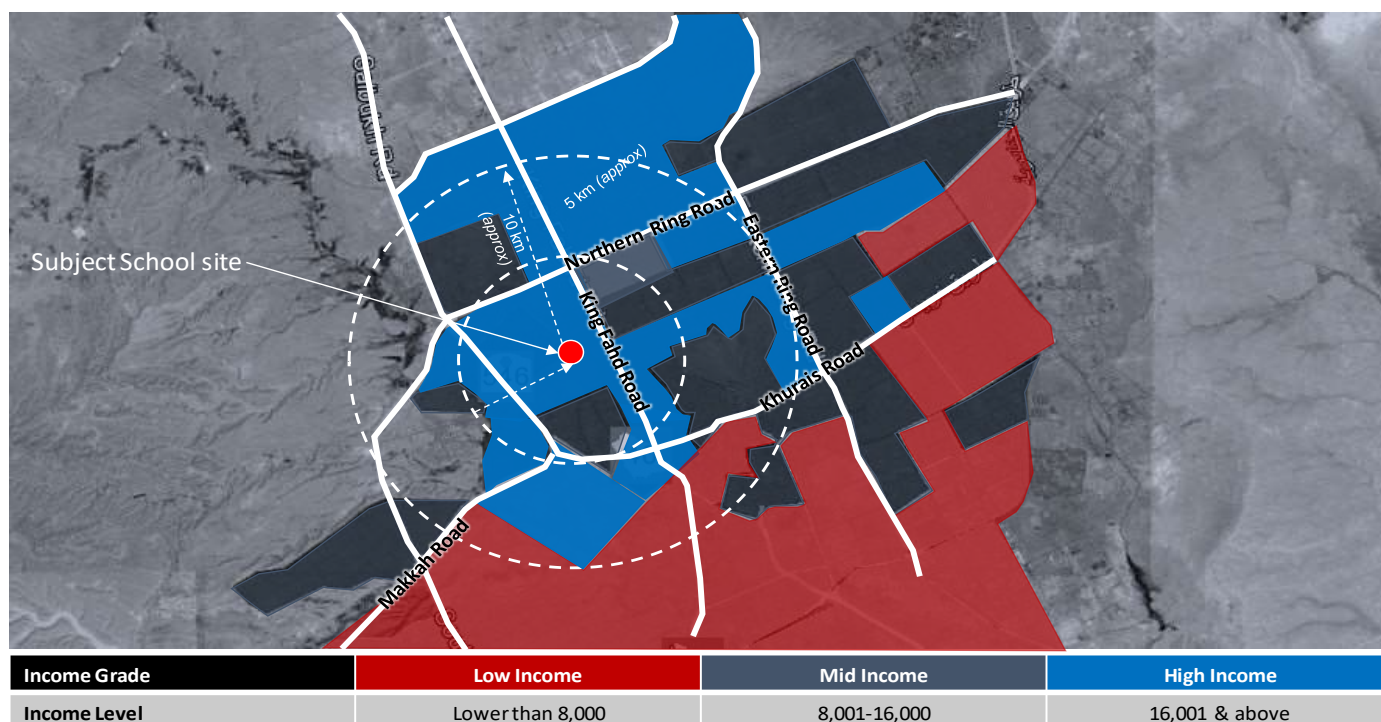 5 km (approx)
10 km
(approx)
Northern Ring Road
Eastern Ring Road
Subject School site
King Fahd Road
Khurais Road
Makkah Road
Income Grade Low Income Mid Income High Income
Income Level Lower than 8,000 8,001-16,000 16,001 & above